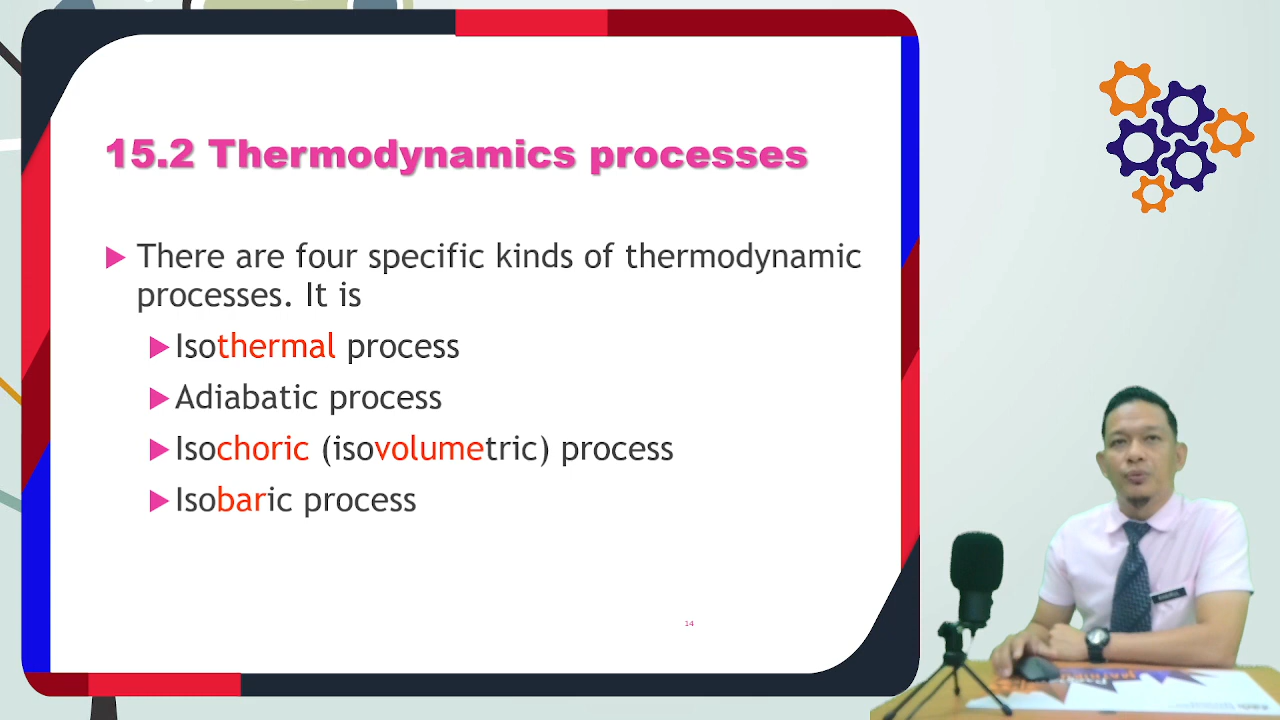 15.2 Thermodynamics processes
There are four specific kinds of thermodynamic
processes. It is
Isothermal process
Adiabatic process
Isochoric (isovolumetric) process
Isobaric process
14